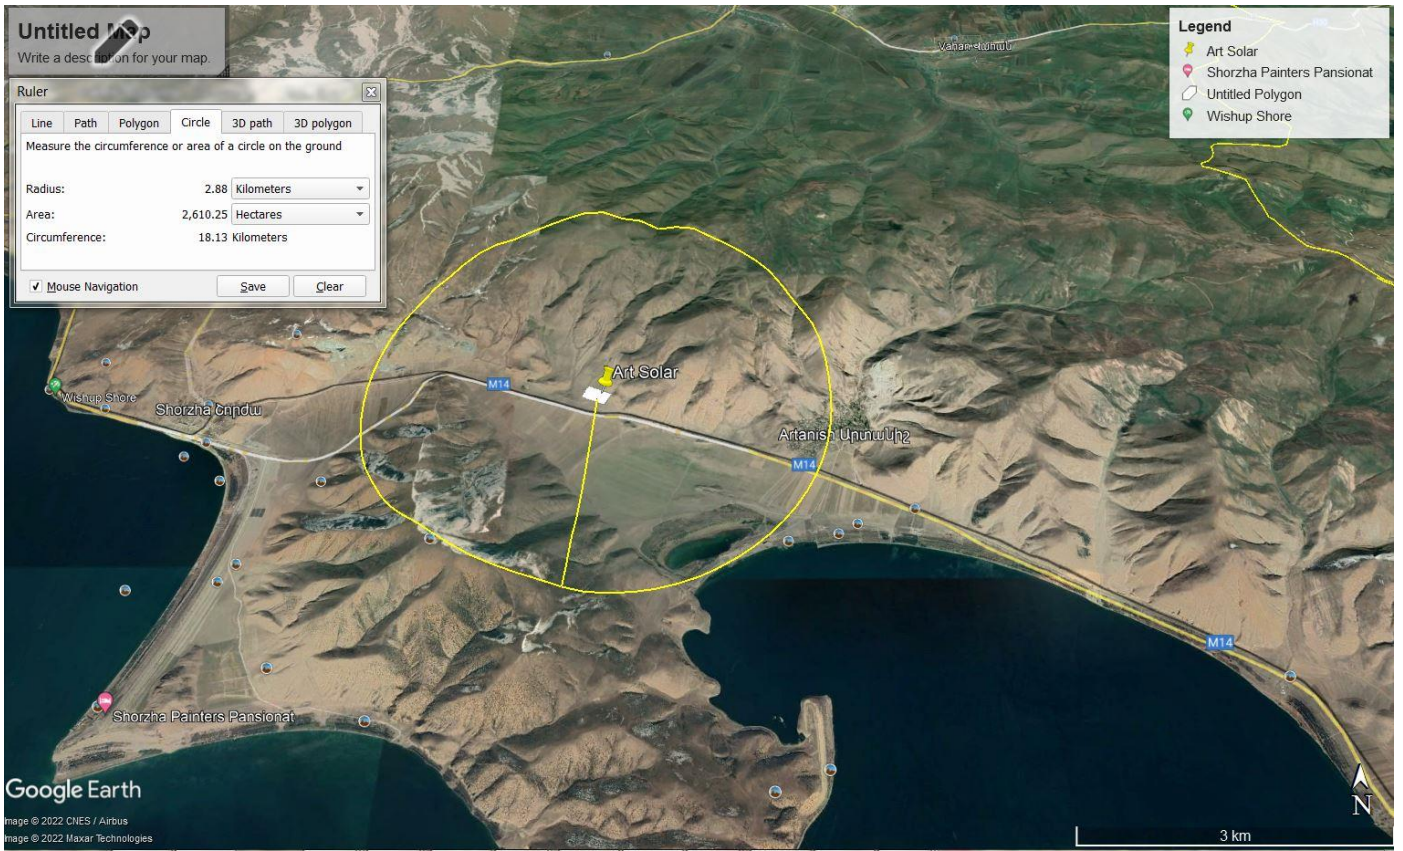 Untitled Map
Write a description for your map.
Ruler
Line
Path
Polygon
Circle
3D path
3D polygon
Measure the circumference or area of a circle on the ground
Radius:
2.88 Kilometers
Area:
2,610.25 Hectares
Circumference:
18.13 Kilometers
Mouse Navigation
Save
Clear
Legend
Art Solar
Shorzha Painters Pansionat
Untitled Polygon
Wishup Shore
Vahan Վահան
M14
Art Solar
Wishup Shore
Shorzha Շորժա
Artanish Արտանիշ
M14
M14
Shorzha Painters Pansionat
Google Earth
Image © 2022 CNES / Airbus
Image © 2022 Maxar Technologies
N
3 km